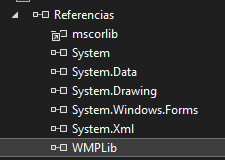 Referencias
mscorlib
System
System.Data
System.Drawing
System.Windows.Forms
System.Xml
WMPLib